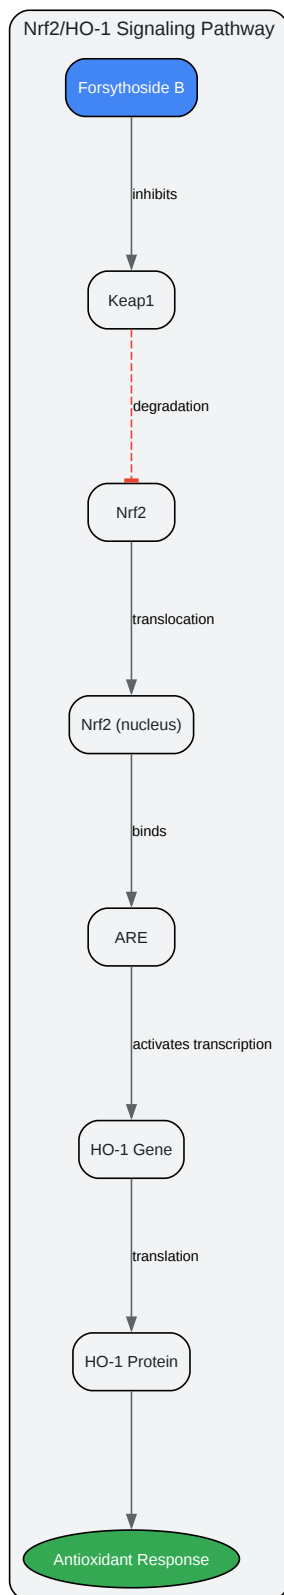 Nrf2/HO-1 Signaling Pathway
Forsythoside B
inhibits
Keap1
degradation
Nrf2
translocation
Nrf2 (nucleus)
binds
ARE
activates transcription
HO-1 Gene
translation
HO-1 Protein
Antioxidant Response